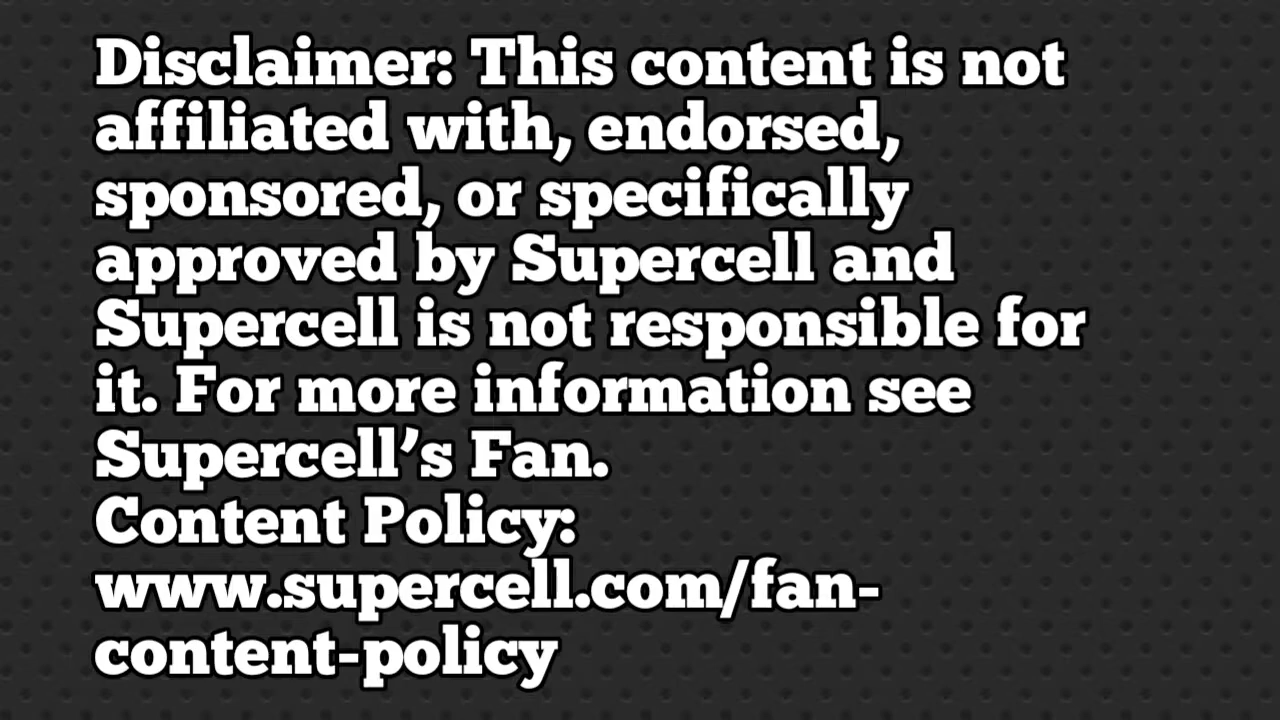 Disclaimer: This content is not
affiliated with, endorsed,
sponsored, or specifically
approved by Supercell and
Supercell is not responsible for
it. For more information see
Supercell’s Fan.
Content Policy:
www.supercell.com/fan-
content-policy